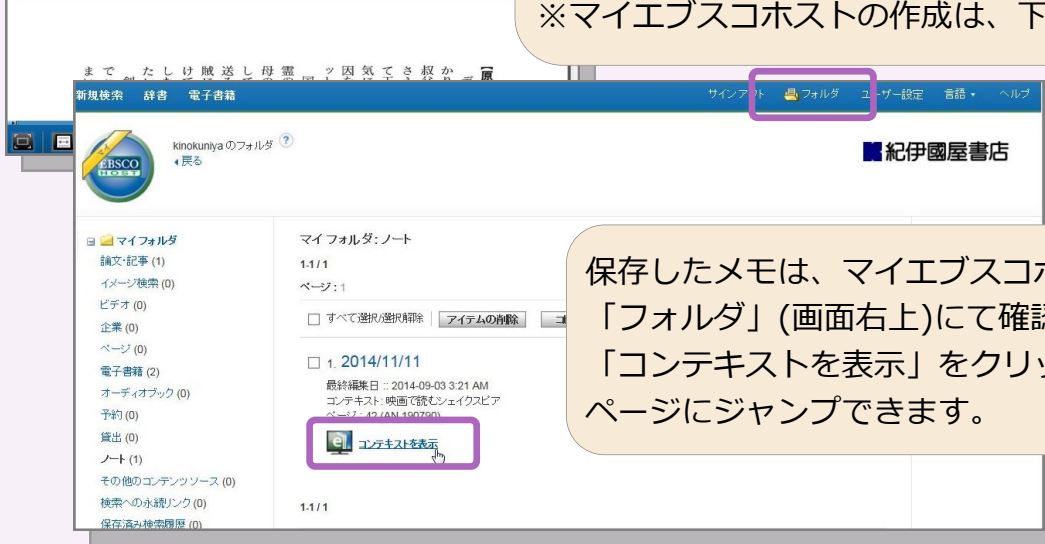 ※マイエブスコホストの作成は、下
新規検索 辞書 電子書籍 サインアウト フォルダ ユーザー設定 言語 ヘルプ
EBSCO
HOST
kinokuniya のフォルダ ?
戻る
紀伊國屋書店
マイフォルダ
論文・記事 (1)
イメージ検索 (0)
ビデオ (0)
企業 (0)
ページ (0)
電子書籍 (2)
オーディオブック (0)
予約 (0)
貸出 (0)
ノート (1)
その他のコンテンツソース (0)
検索への永続リンク (0)
保存済み検索履歴 (0)
マイ フォルダ: ノート
1-1 / 1
ページ : 1
すべて選択/選択解除 アイテムの削除
1. 2014/11/11
最終編集日 :: 2014-09-03 3:21 AM
コンテキスト: 映画で読むシェイクスピア
ページ : 42 (AN 190790)
コンテキストを表示
1-1 / 1
保存したメモは、マイエブスコホ
「フォルダ」(画面右上)にて確認
「コンテキストを表示」をクリッ
ページにジャンプできます。